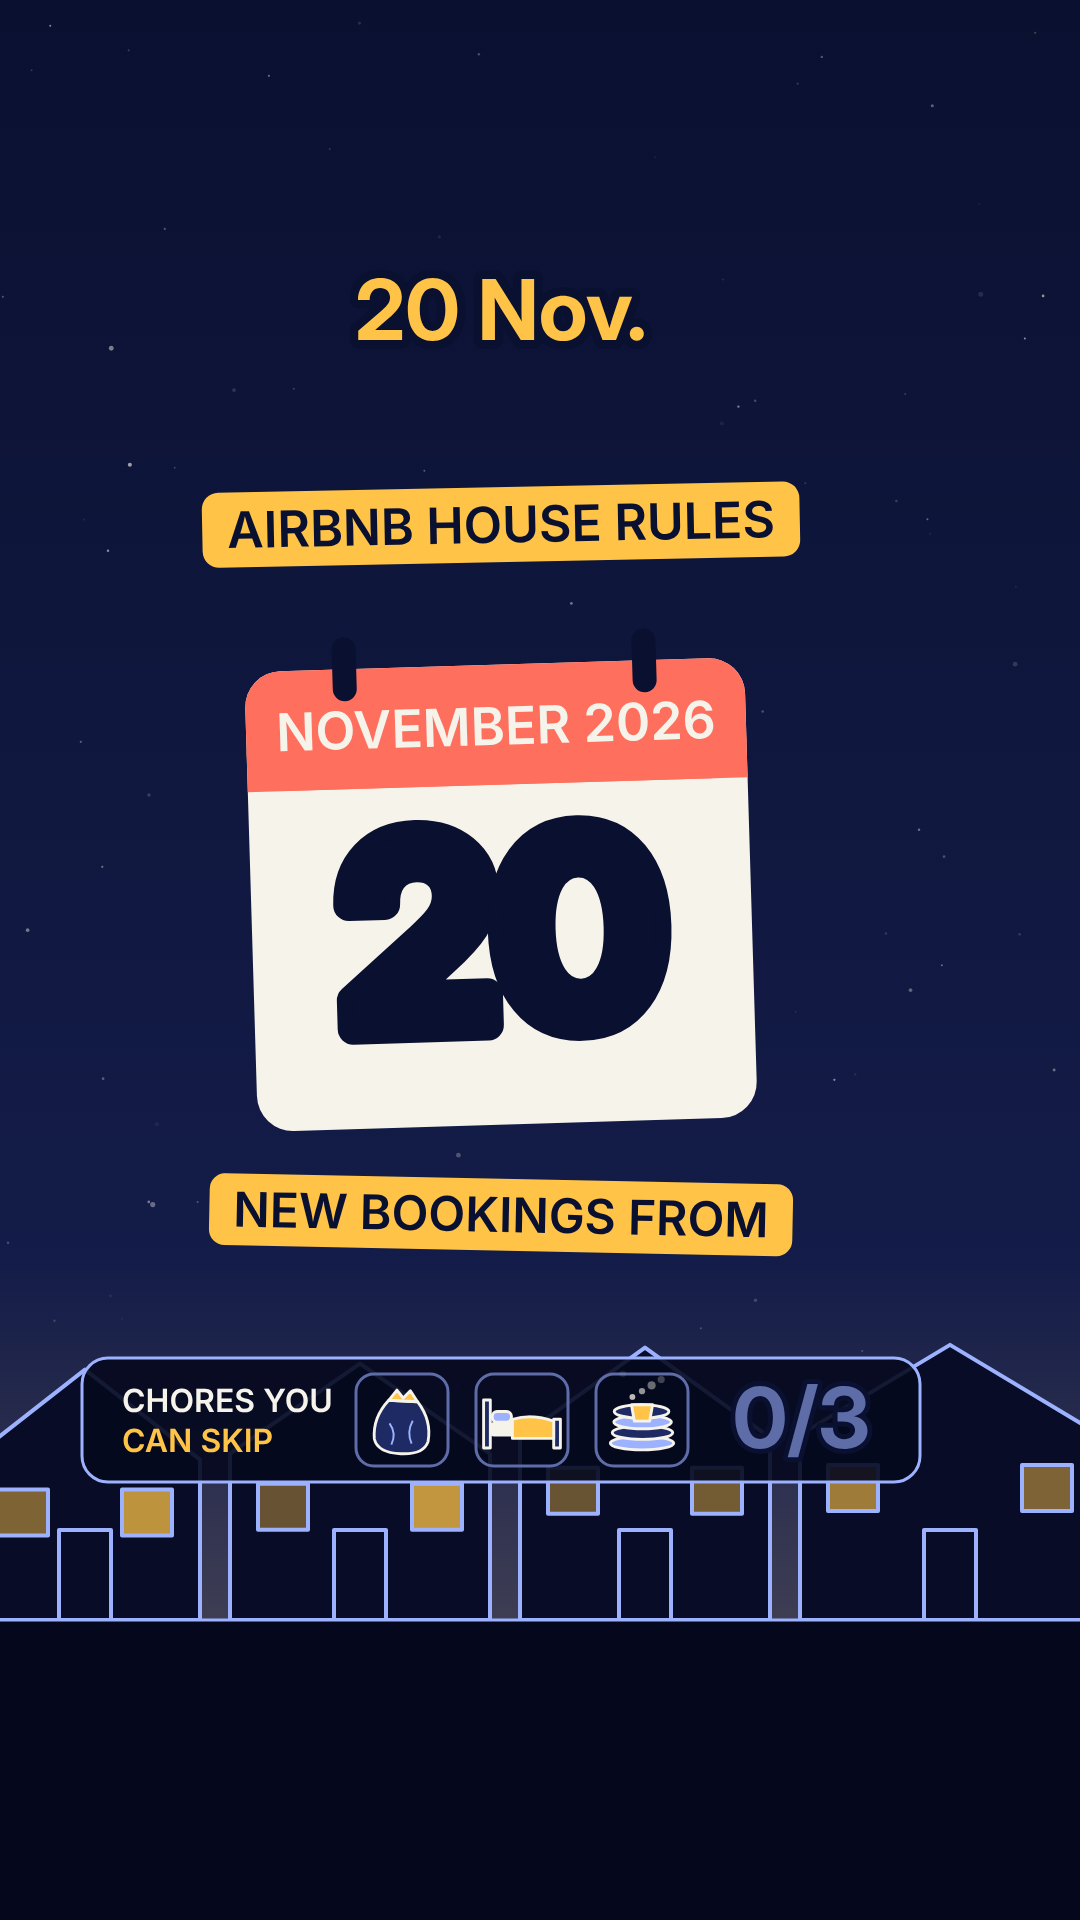 20 Nov.
AIRBNB HOUSE RULES
NOVEMBER 2026
20
NEW BOOKINGS FROM
CHORES YOU
CAN SKIP
0/3